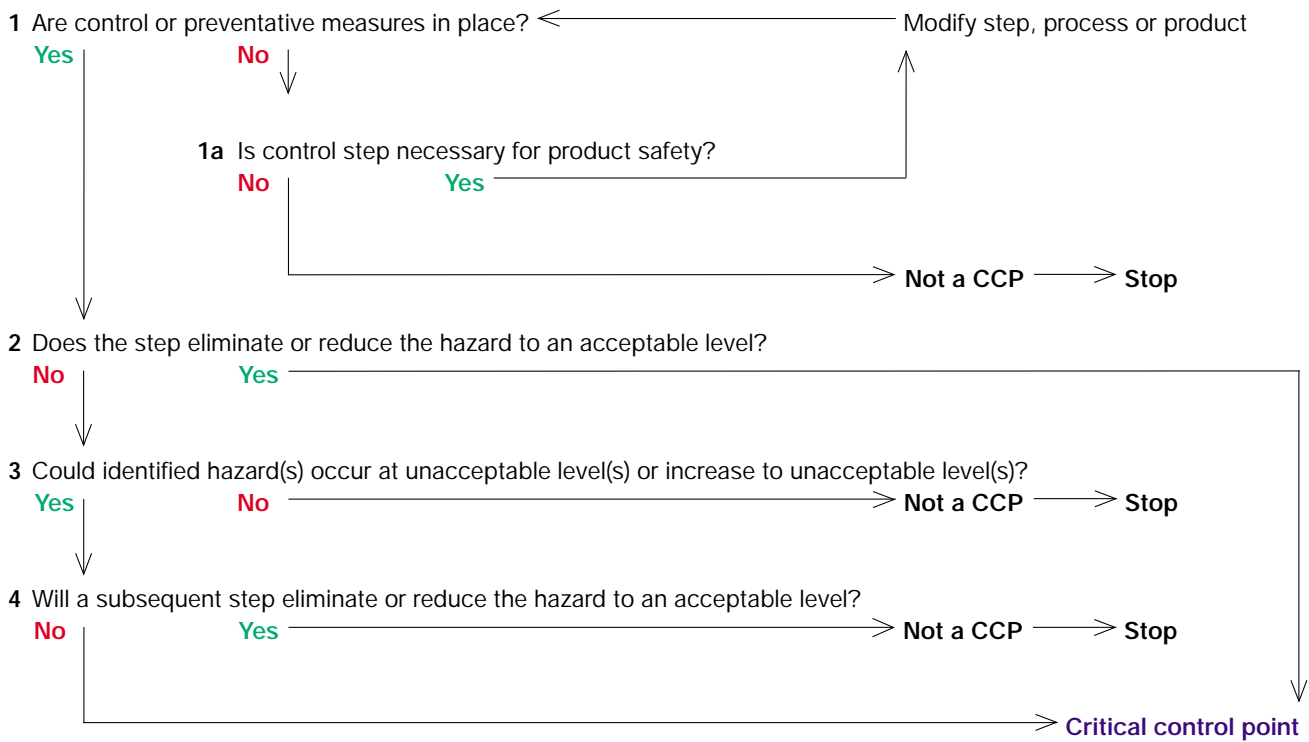 1 Are control or preventative measures in place? Modify step, process or product
Yes No
1a Is control step necessary for product safety?
No Yes
Not a CCP Stop
2 Does the step eliminate or reduce the hazard to an acceptable level?
No Yes
3 Could identified hazard(s) occur at unacceptable level(s) or increase to unacceptable level(s)?
Yes No Not a CCP Stop
4 Will a subsequent step eliminate or reduce the hazard to an acceptable level?
No Yes Not a CCP Stop
Critical control point